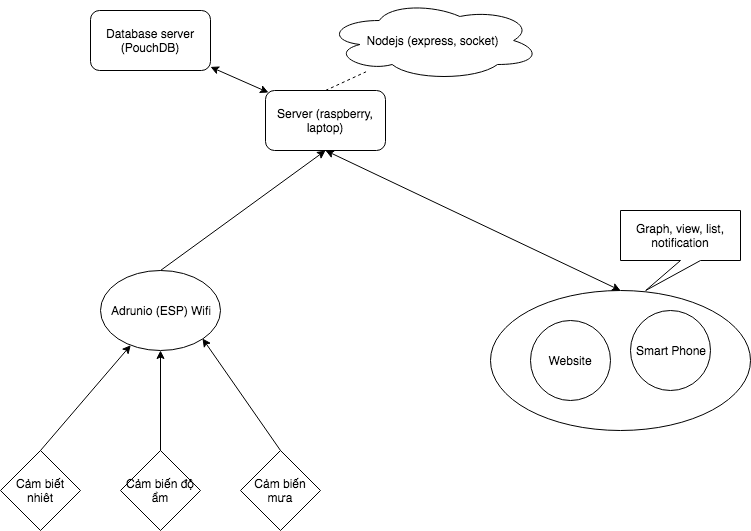 Database server
(PouchDB)
Nodejs (express, socket)
Server (raspberry,
laptop)
Graph, view, list,
notification
Adrunio (ESP) Wifi
Website
Smart Phone
Cảm biết
nhiêt
Cảm biến độ
ẩm
Cảm biến
mưa